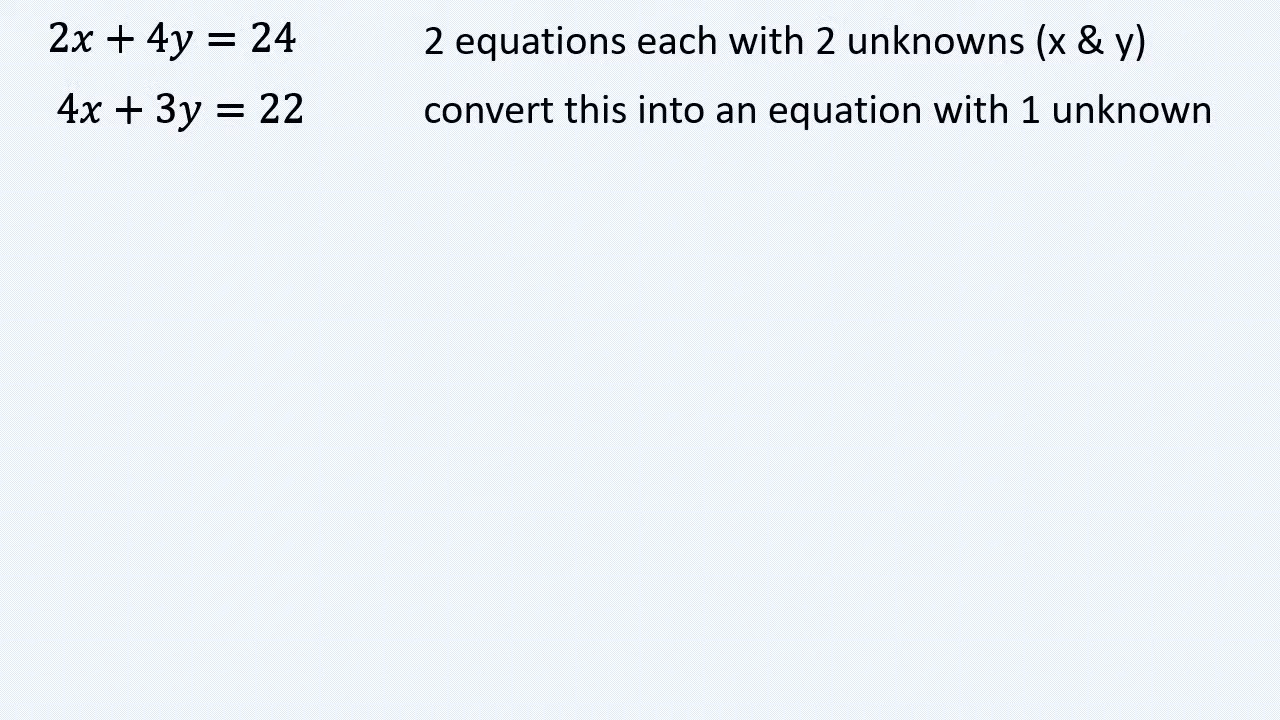 2x + 4y = 24
2 equations each with 2 unknowns (x & y)
4x + 3y = 22
convert this into an equation with 1 unknown